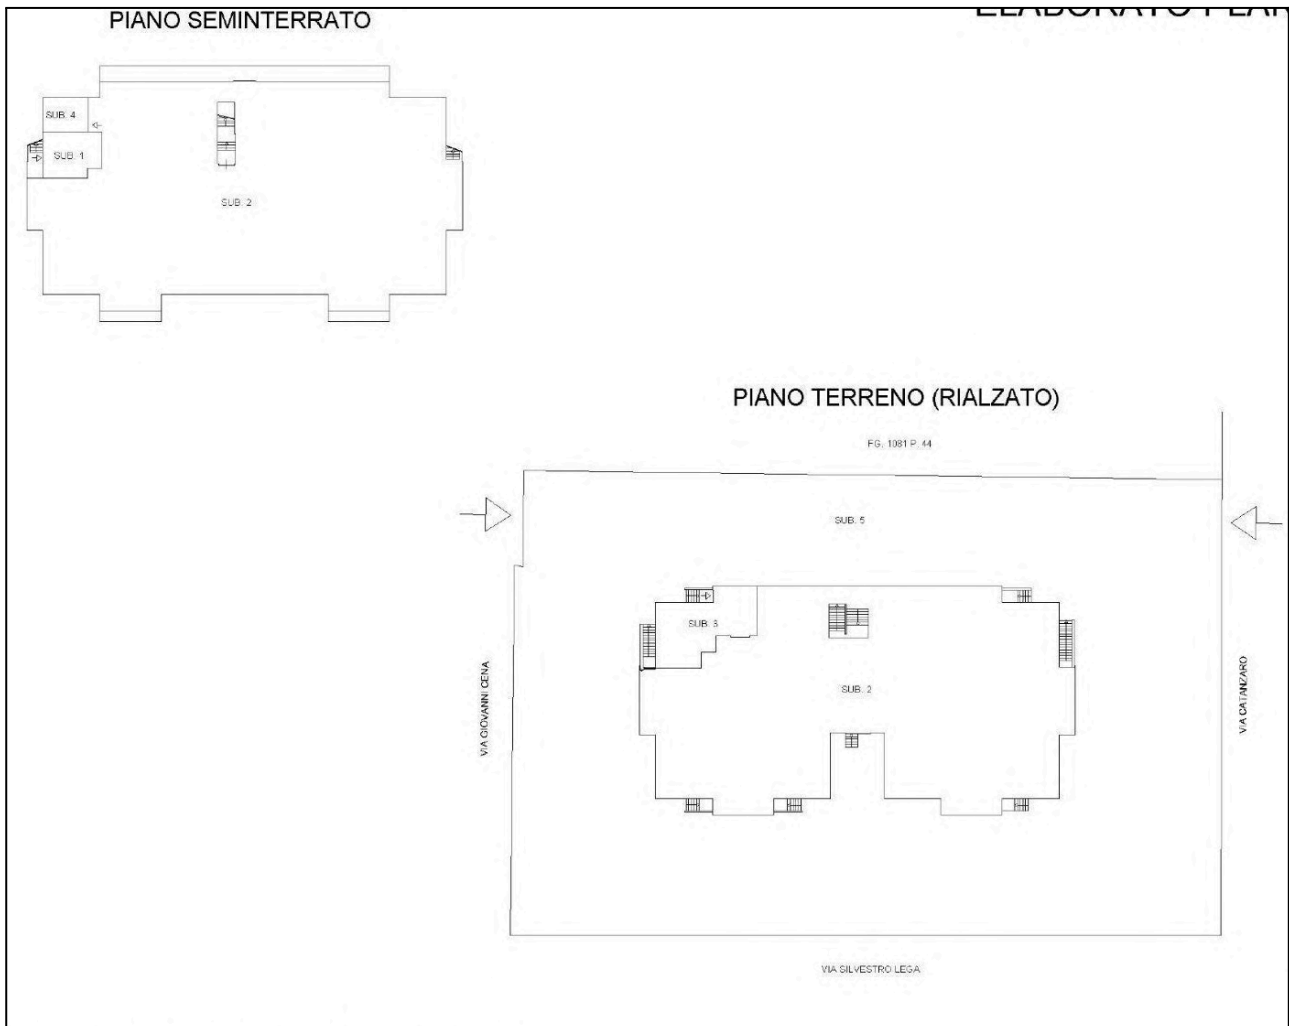 PIANO SEMINTERRATO
SUB. 4
SUB. 1
SUB. 2
PIANO TERRENO (RIALZATO)
FG. 1081 P. 44
SUB. 5
SUB. 3
SUB. 2
VIA GIOVANNI CENA
VIA CATANZARO
VIA SILVESTRO LEGA